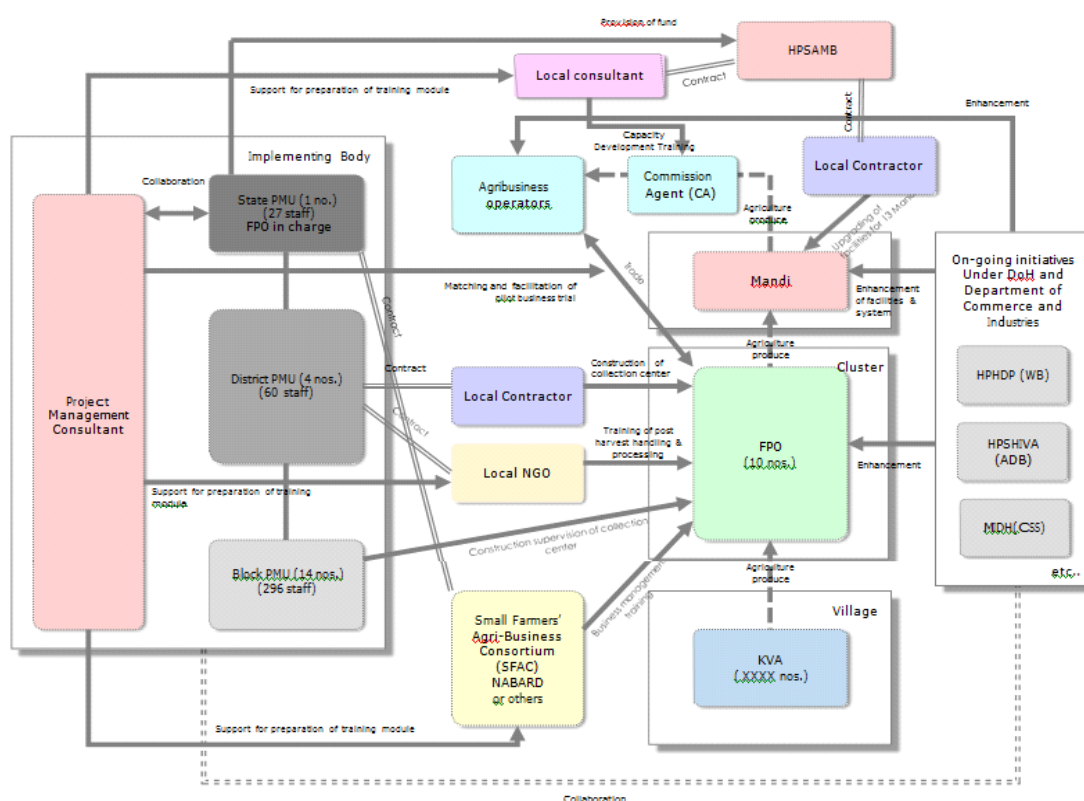 Provision of fund
HPSAMB
Local consultant
Contract
Support for preparation of training module
Enhancement
Contract
Capacity
Development Training
Implementing Body
Local Contractor
Collaboration
State PMU (1 no.)
(27 staff)
FPO in charge
Agribusiness
operators
Commission
Agent (CA)
Agriculture
produce
Upgrading of
facilities for 13 Mandi
Trade
Mandi
On-going initiatives
Under DoH and
Department of
Commerce and
Industries
Matching and facilitation of
pilot business trial
Enhancement
of facilities &
system
Contract
Agriculture
produce
District PMU (4 nos.)
(60 staff)
Contract
Construction of
collection center
Cluster
HPHDP (WB)
Local Contractor
Project
Management
Consultant
Contract
Training of post
harvest handling &
processing
FPO
(10 nos.)
HPSHIVA
(ADB)
Local NGO
Enhancement
Support for preparation of training
module
MIDH(CSS)
Construction supervision of collection
center
Block PMU (14 nos.)
(296 staff)
Agriculture
produce
etc..
Business management
training
Small Farmers'
Agri-Business
Consortium
(SFAC)
NABARD
or others
Village
KVA
(.XXXX nos.)
Support for preparation of training module
Collaboration